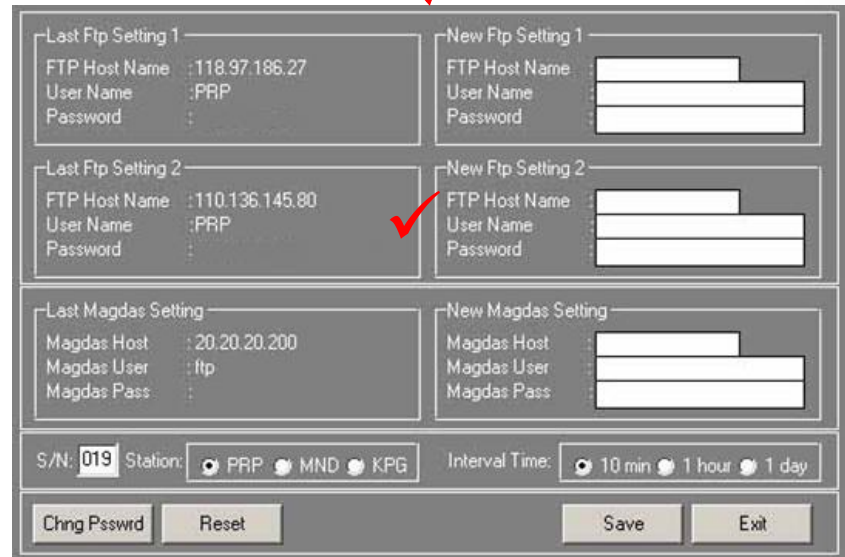 Last Ftp Setting 1
FTP Host Name :118.97.186.27
User Name :PRP
Password :
New Ftp Setting 1
FTP Host Name :
User Name :
Password :
Last Ftp Setting 2
FTP Host Name :110.136.145.80
User Name :PRP
Password :
New Ftp Setting 2
FTP Host Name :
User Name :
Password :
Last Magdas Setting
Magdas Host : 20.20.20.200
Magdas User : ftp
Magdas Pass :
New Magdas Setting
Magdas Host :
Magdas User :
Magdas Pass :
S/N: 019 Station: PRP MND KPG Interval Time: 10 min 1 hour 1 day
Chng Psswrd Reset Save Exit